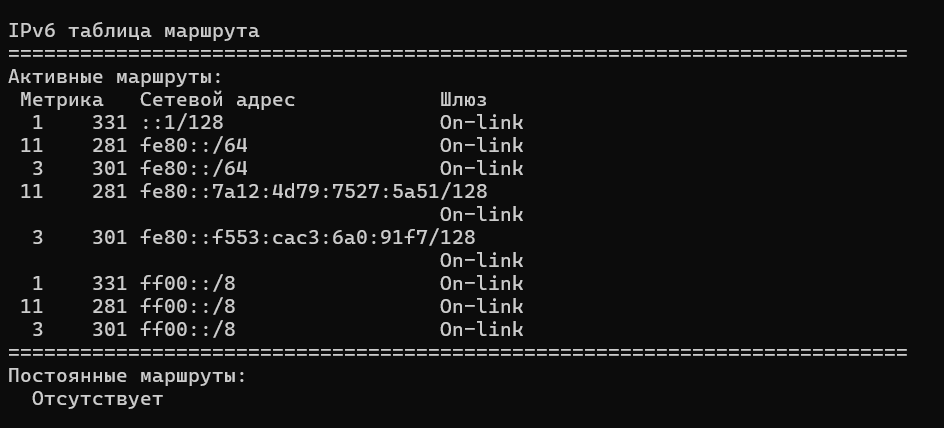 IPv6 таблица маршрута
===========================================================================
Активные маршруты:
 Метрика   Сетевой адрес            Шлюз
  1    331 ::1/128                  On-link
 11    281 fe80::/64                On-link
  3    301 fe80::/64                On-link
 11    281 fe80::7a12:4d79:7527:5a51/128
                                    On-link
  3    301 fe80::f553:cac3:6a0:91f7/128
                                    On-link
  1    331 ff00::/8                 On-link
 11    281 ff00::/8                 On-link
  3    301 ff00::/8                 On-link
===========================================================================
Постоянные маршруты:
  Отсутствует